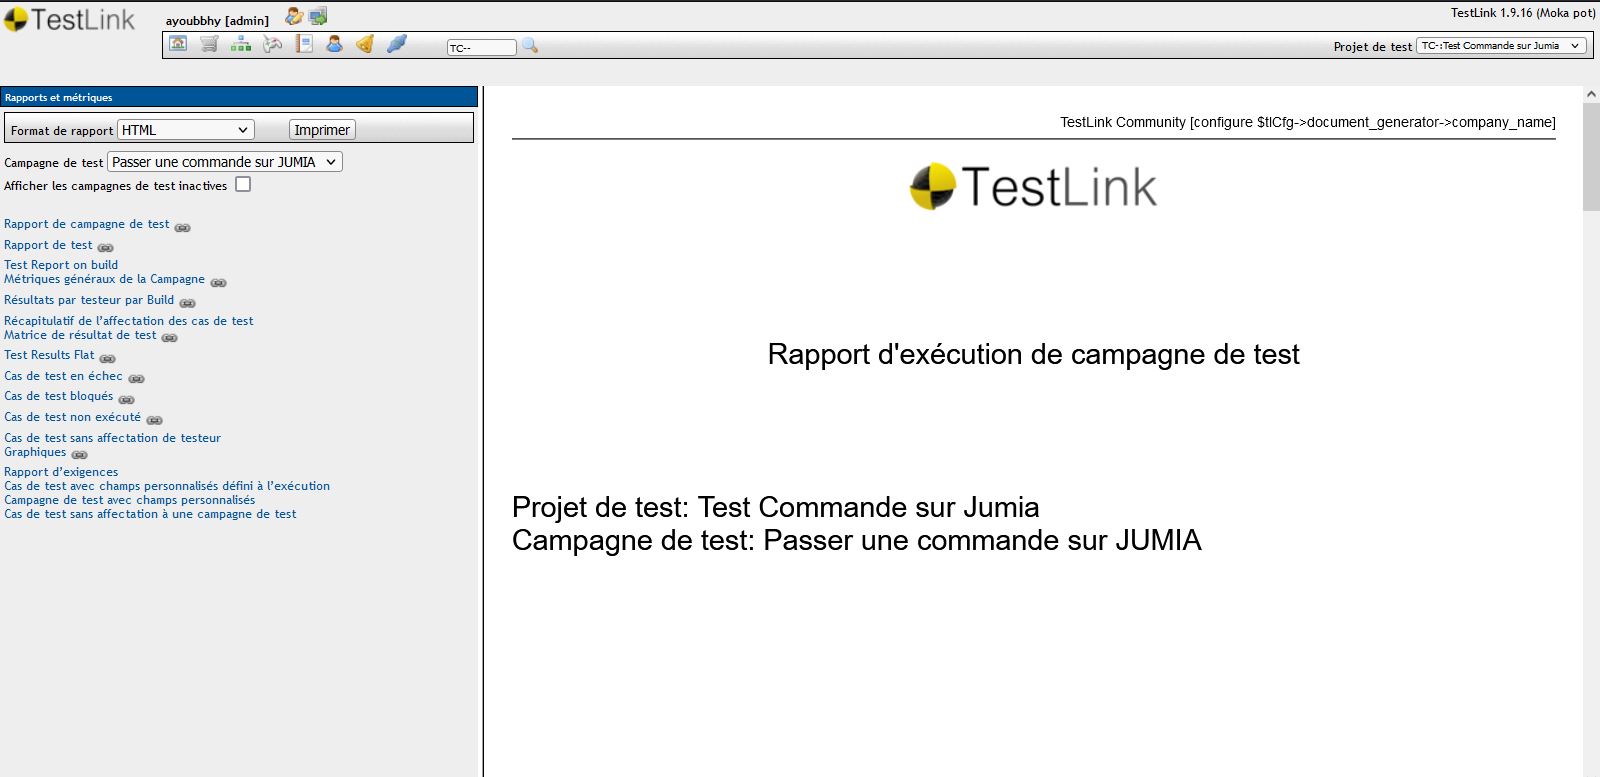 TestLink
ayoubbhy [admin]
TestLink 1.9.16 (Moka pot)
TC--
Projet de test TC-:Test Commande sur Jumia
Rapports et métriques
Format de rapport HTML Imprimer
Campagne de test Passer une commande sur JUMIA
Afficher les campagnes de test inactives
Rapport de campagne de test
Rapport de test
Test Report on build
Métriques généraux de la Campagne
Résultats par testeur par Build
Récapitulatif de l'affectation des cas de test
Matrice de résultat de test
Test Results Flat
Cas de test en échec
Cas de test bloqués
Cas de test non exécuté
Cas de test sans affectation de testeur
Graphiques
Rapport d'exigences
Cas de test avec champs personnalisés défini à l'exécution
Campagne de test avec champs personnalisés
Cas de test sans affectation à une campagne de test
TestLink Community [configure $tlCfg->document_generator->company_name]
TestLink
Rapport d'exécution de campagne de test
Projet de test: Test Commande sur Jumia
Campagne de test: Passer une commande sur JUMIA